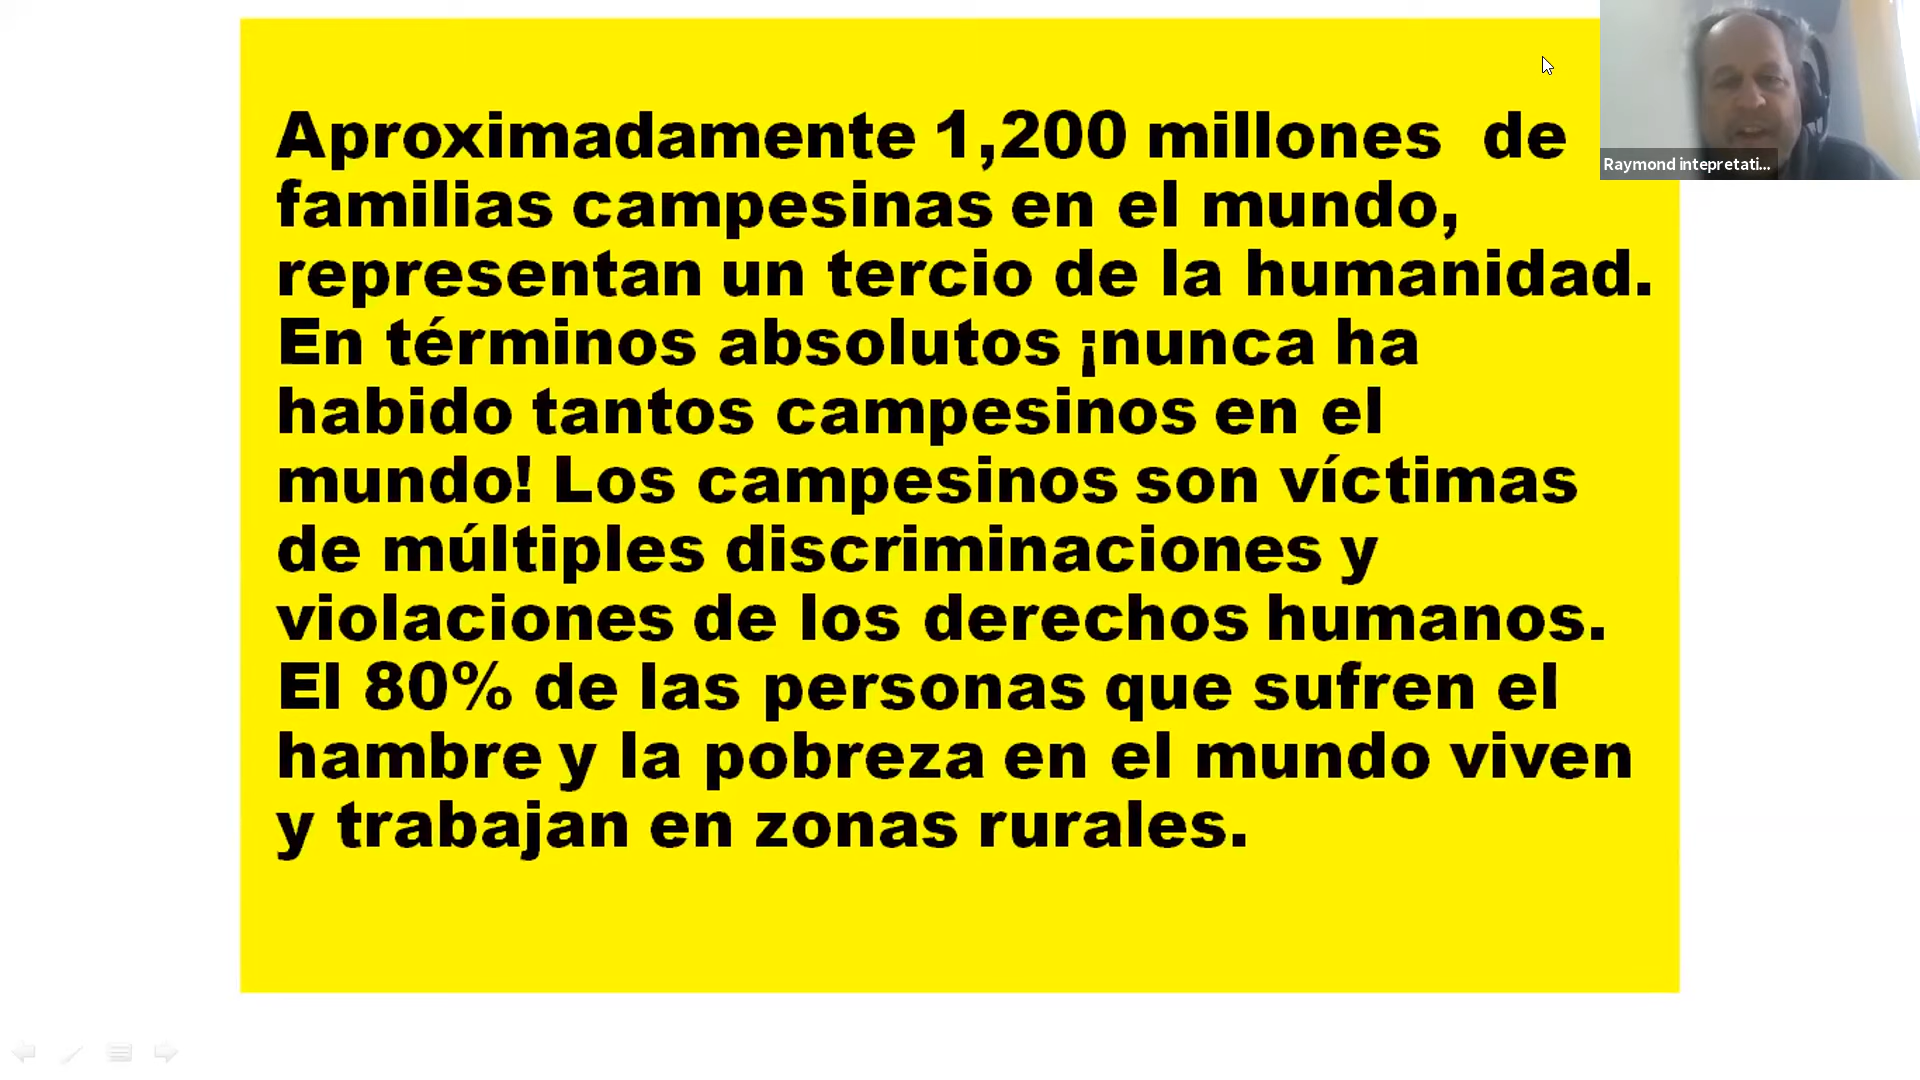 Aproximadamente 1,200 millones de
familias campesinas en el mundo,
representan un tercio de la humanidad.
En términos absolutos ¡nunca ha
habido tantos campesinos en el
mundo! Los campesinos son víctimas
de múltiples discriminaciones y
violaciones de los derechos humanos.
El 80% de las personas que sufren el
hambre y la pobreza en el mundo viven
y trabajan en zonas rurales.
Raymond intepretati...